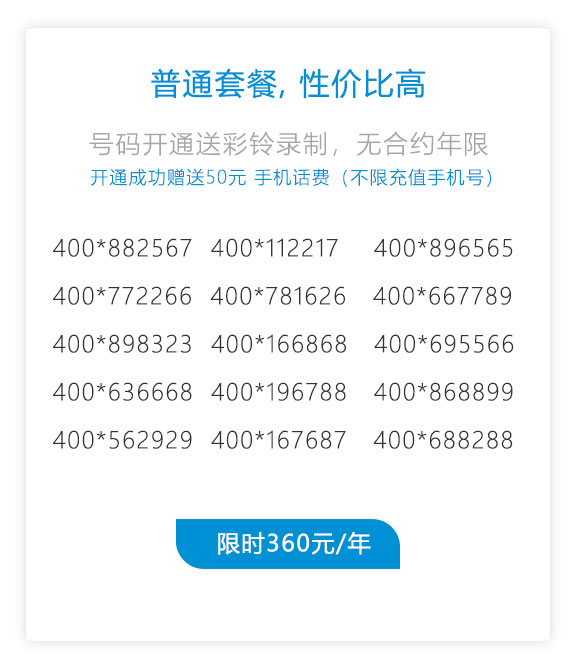 普通套餐, 性价比高
号码开通送彩铃录制，无合约年限
开通成功赠送50元 手机话费（不限充值手机号）
400*882567 400*112217 400*896565
400*772266 400*781626 400*667789
400*898323 400*166868 400*695566
400*636668 400*196788 400*868899
400*562929 400*167687 400*688288
限时360元/年